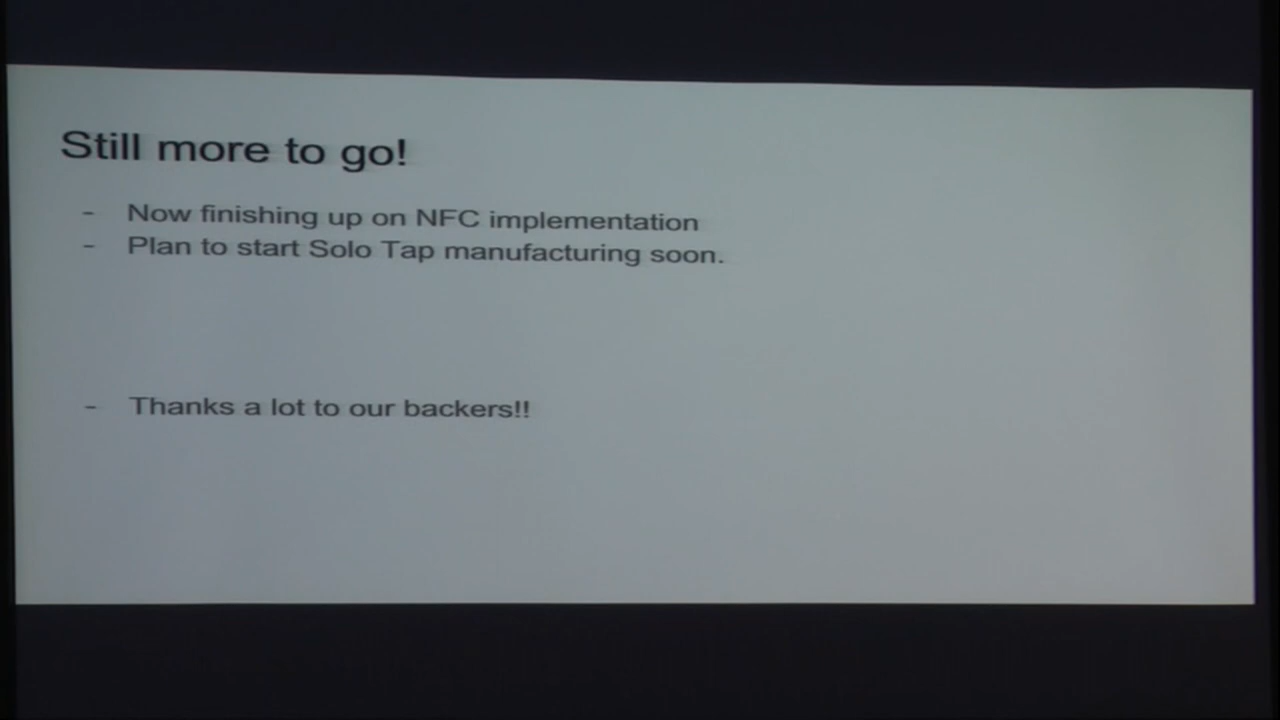 Still more to go!
- Now finishing up on NFC implementation
- Plan to start Solo Tap manufacturing soon.
- Thanks a lot to our backers!!